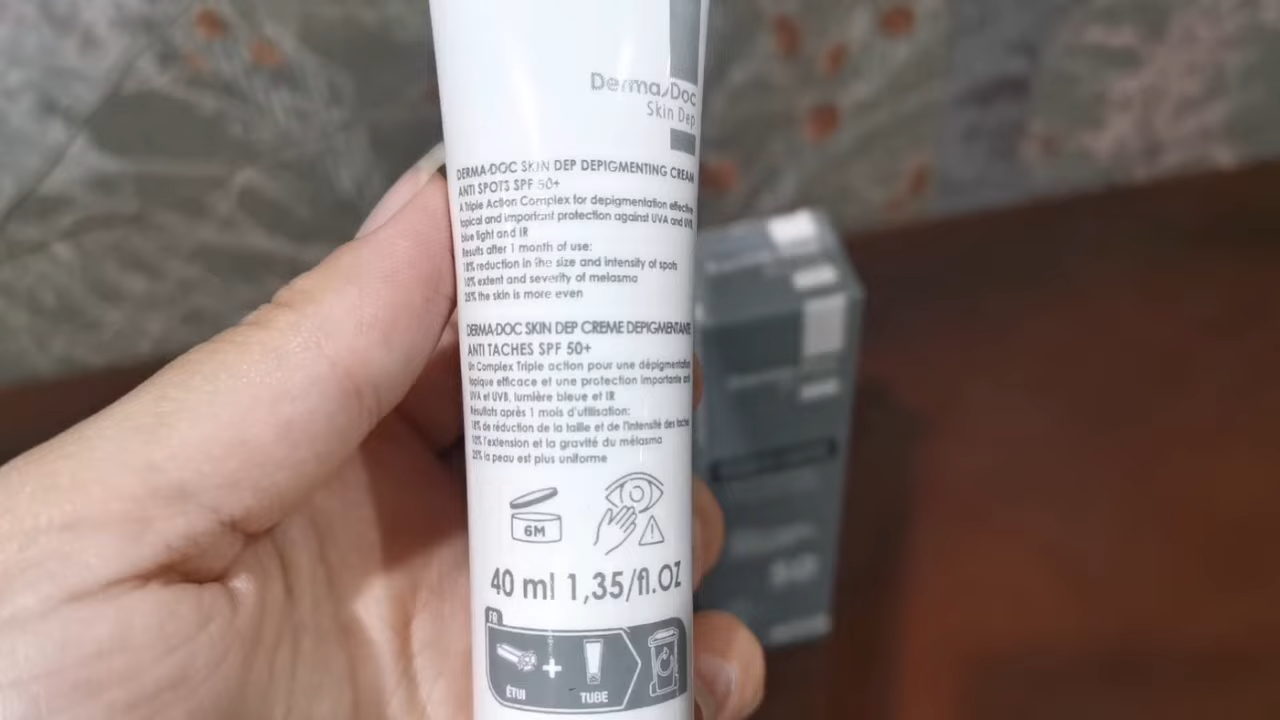 Derma Doc
Skin Dep
DERMA-DOC SKIN DEP DEPIGMENTING CREAM
ANTI SPOTS SPF 50+
A Triple Action Complex for depigmentation effective
topical and important protection against UVA and UVB,
blue light and IR
Results after 1 month of use:
18% reduction in the size and intensity of spots
10% extent and severity of melasma
25% the skin is more even
DERMA-DOC SKIN DEP CREME DEPIGMENTANTE
ANTI TACHES SPF 50+
Un Complex Triple action pour une dépigmentation
topique efficace et une protection importante anti
UVA et UVB, lumière bleue et IR
Résultats après 1 mois d'utilisation:
18% de réduction de la taille et de l'intensité des taches
10% l'extension et la gravité du mélasma
25% la peau est plus uniforme
6M
40 ml 1,35/fl.OZ
FR
ÉTUI + TUBE